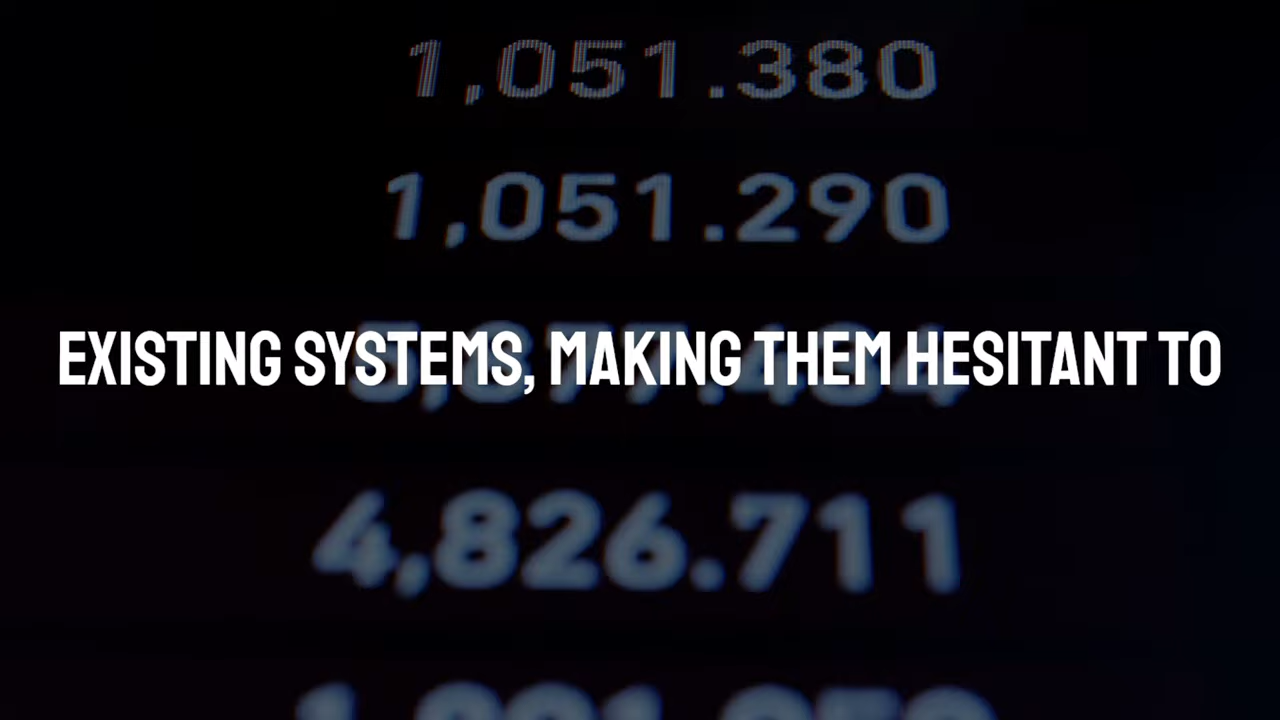 1,051.380
1,051.290
EXISTING SYSTEMS, MAKING THEM HESITANT TO
4,826.711